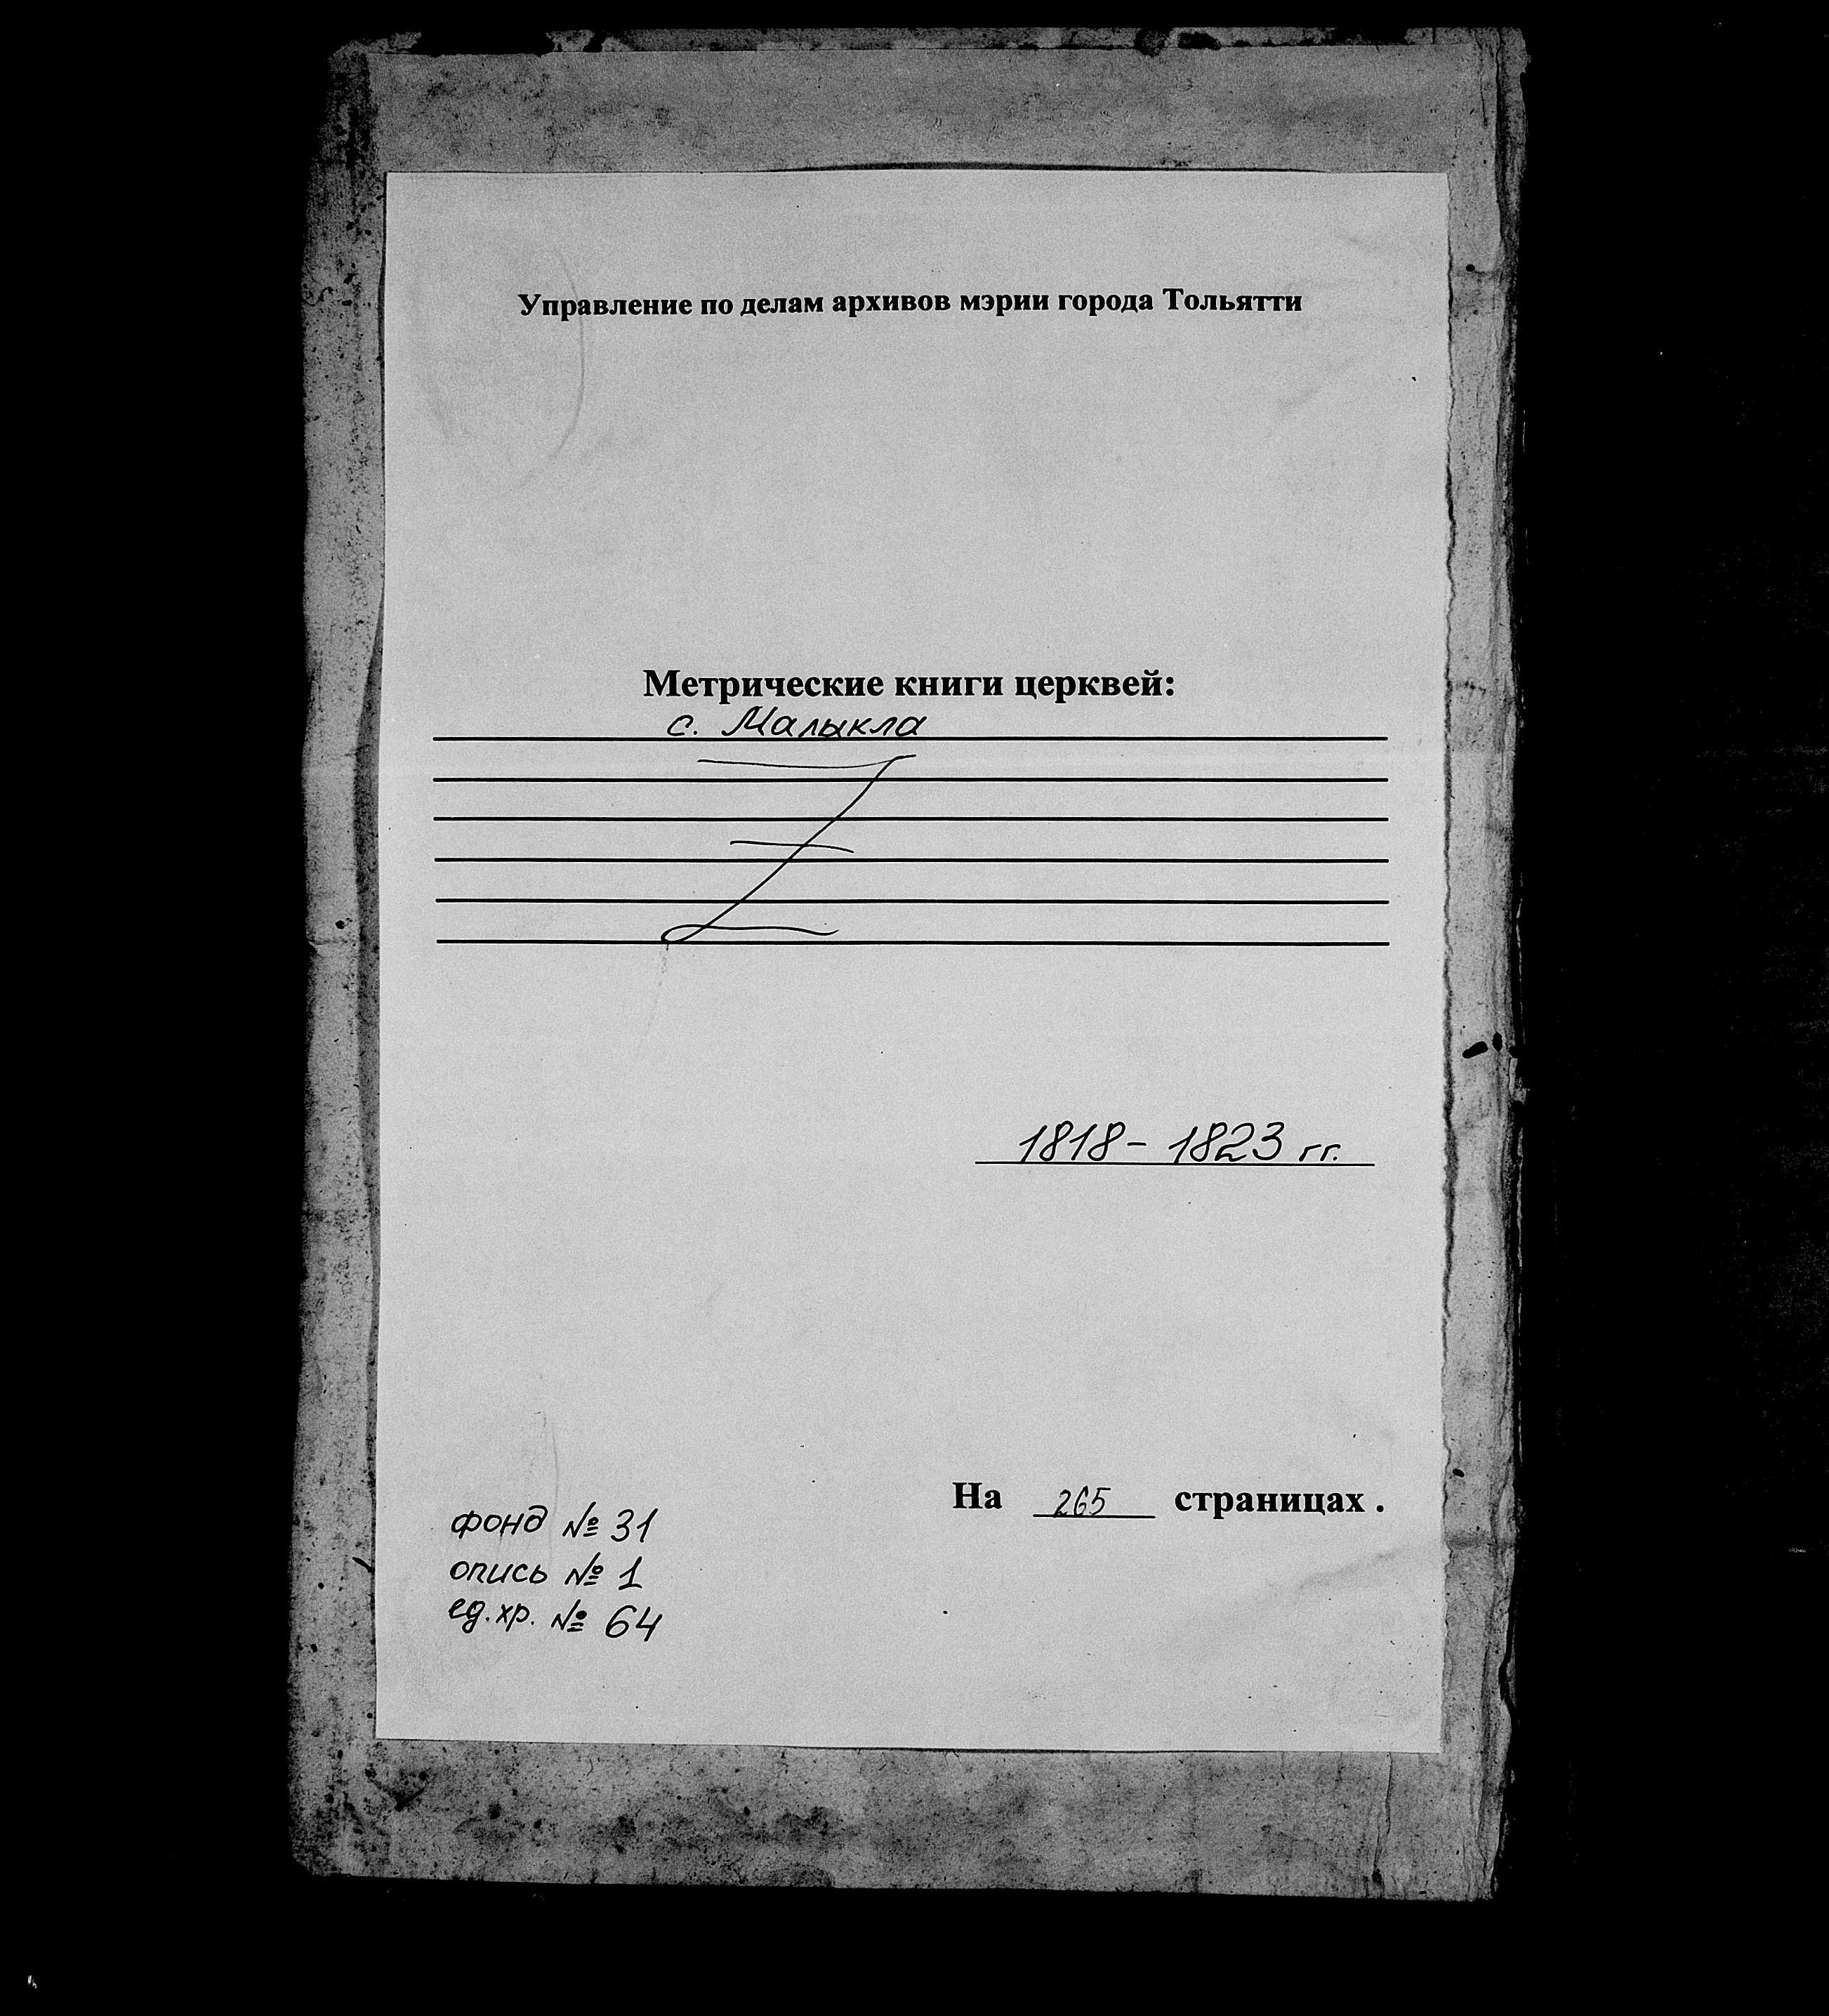 Управление по делам архивов мэрии города Тольятти
Метрические книги церквей:
с. Малыкла
1818 - 1823 гг.
На 265 страницах .
фонд № 31
опись № 1
ед. хр. № 64